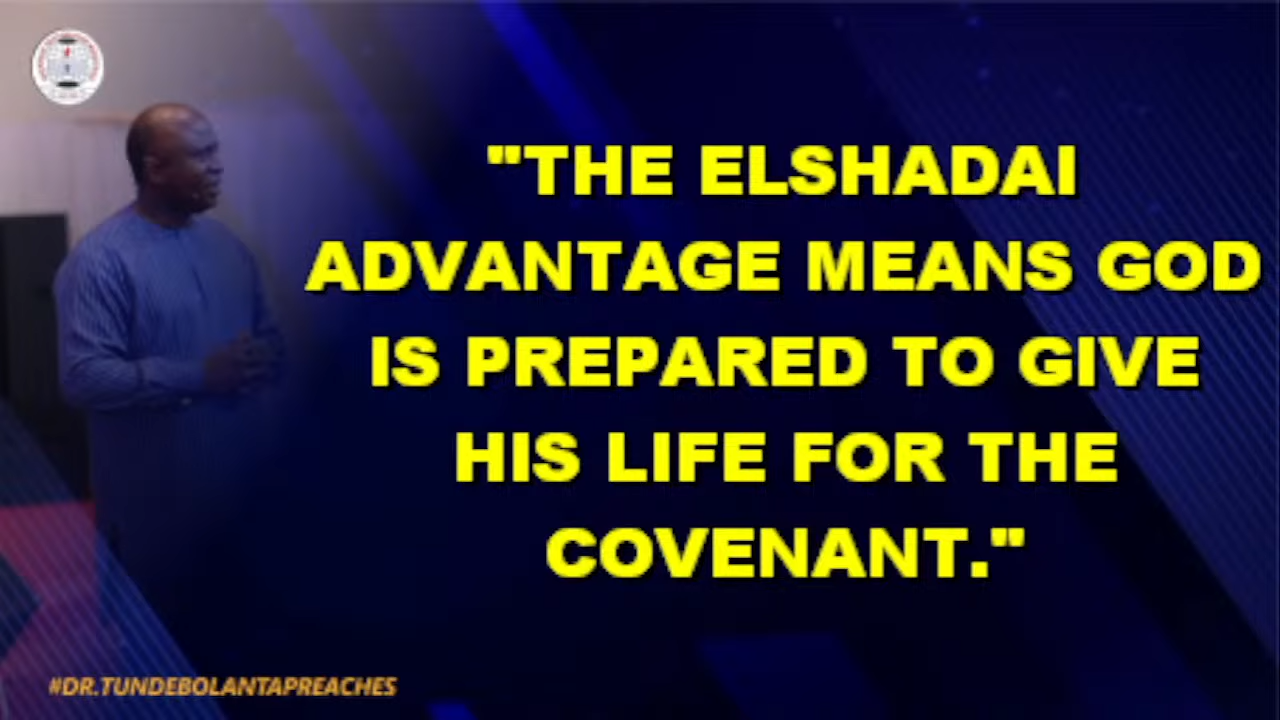 "THE ELSHADAI
ADVANTAGE MEANS GOD
IS PREPARED TO GIVE
HIS LIFE FOR THE
COVENANT."
#DR.TUNDEBOLANTAPREACHES